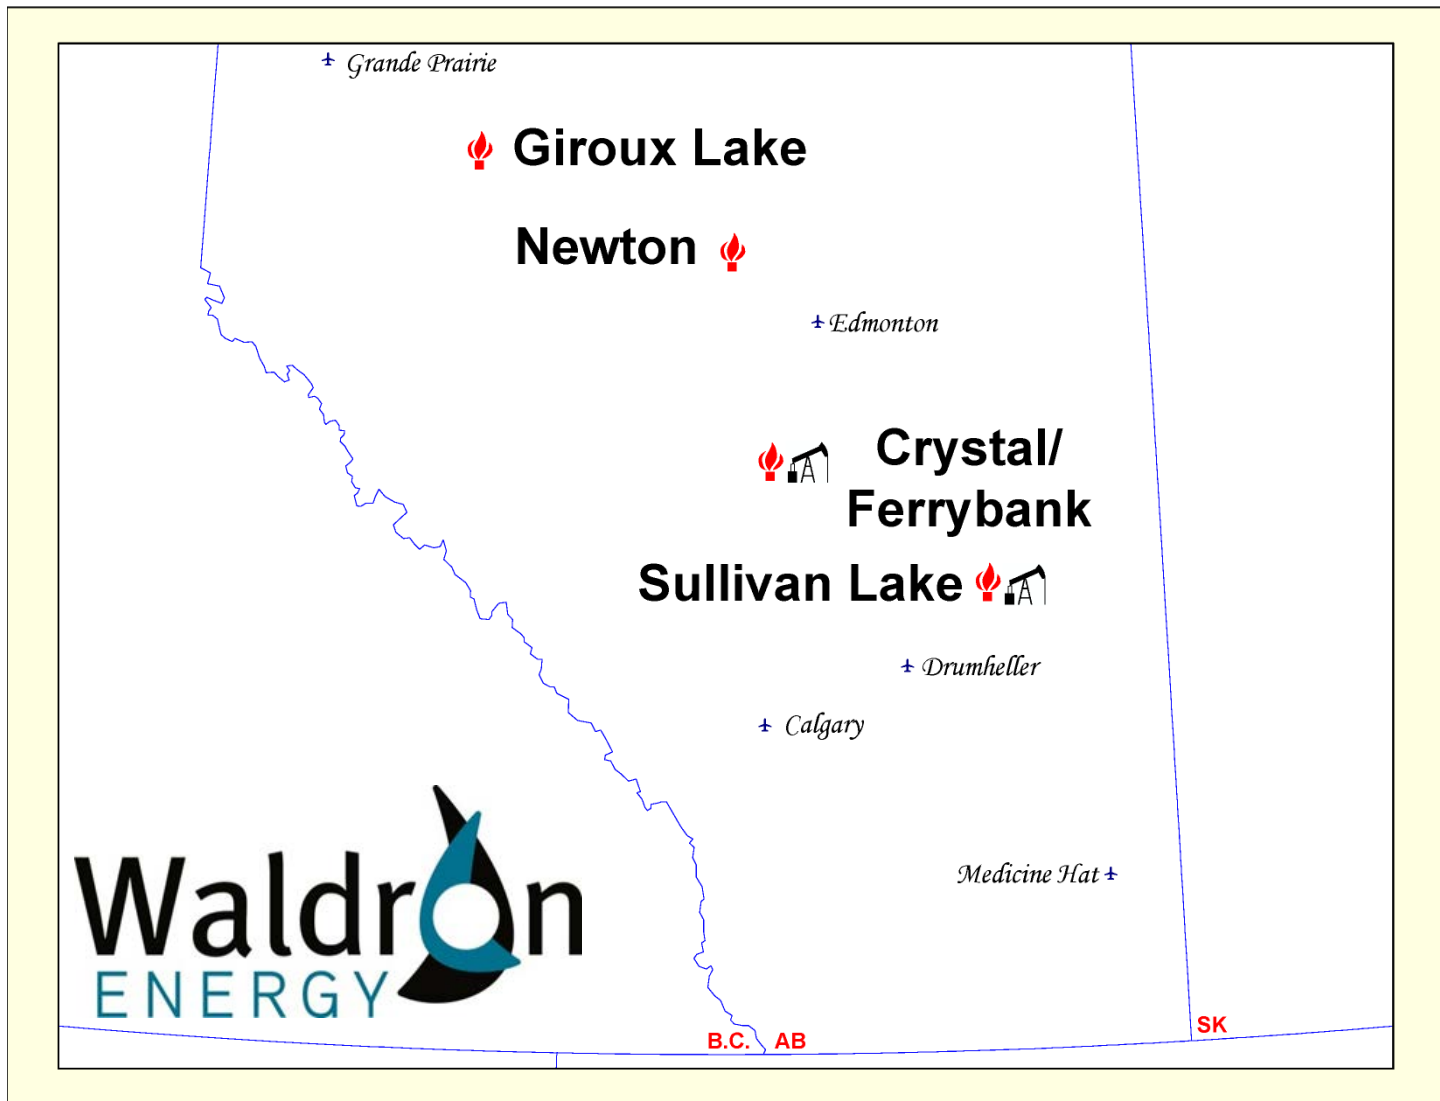 Grande Prairie
Giroux Lake
Newton
Edmonton
Crystal/
Ferrybank
Sullivan Lake
Drumheller
Calgary
Medicine Hat
Waldron
ENERGY
SK
B.C. AB